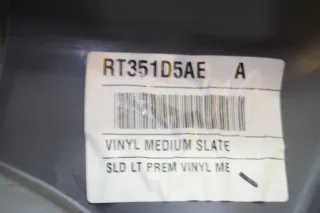 RT351D5AE A
VINYL MEDIUM SLATE
SLD LT PREM VINYL ME